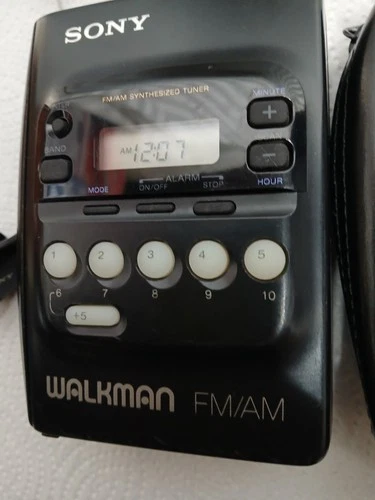 SONY
FM/AM SYNTHESIZED TUNER
MINUTE
+
BAND
AM 12:07
−
MODE
ALARM
ON/OFF
STOP
HOUR
1 2 3 4 5
6 7 8 9 10
+5
WALKMAN FM/AM